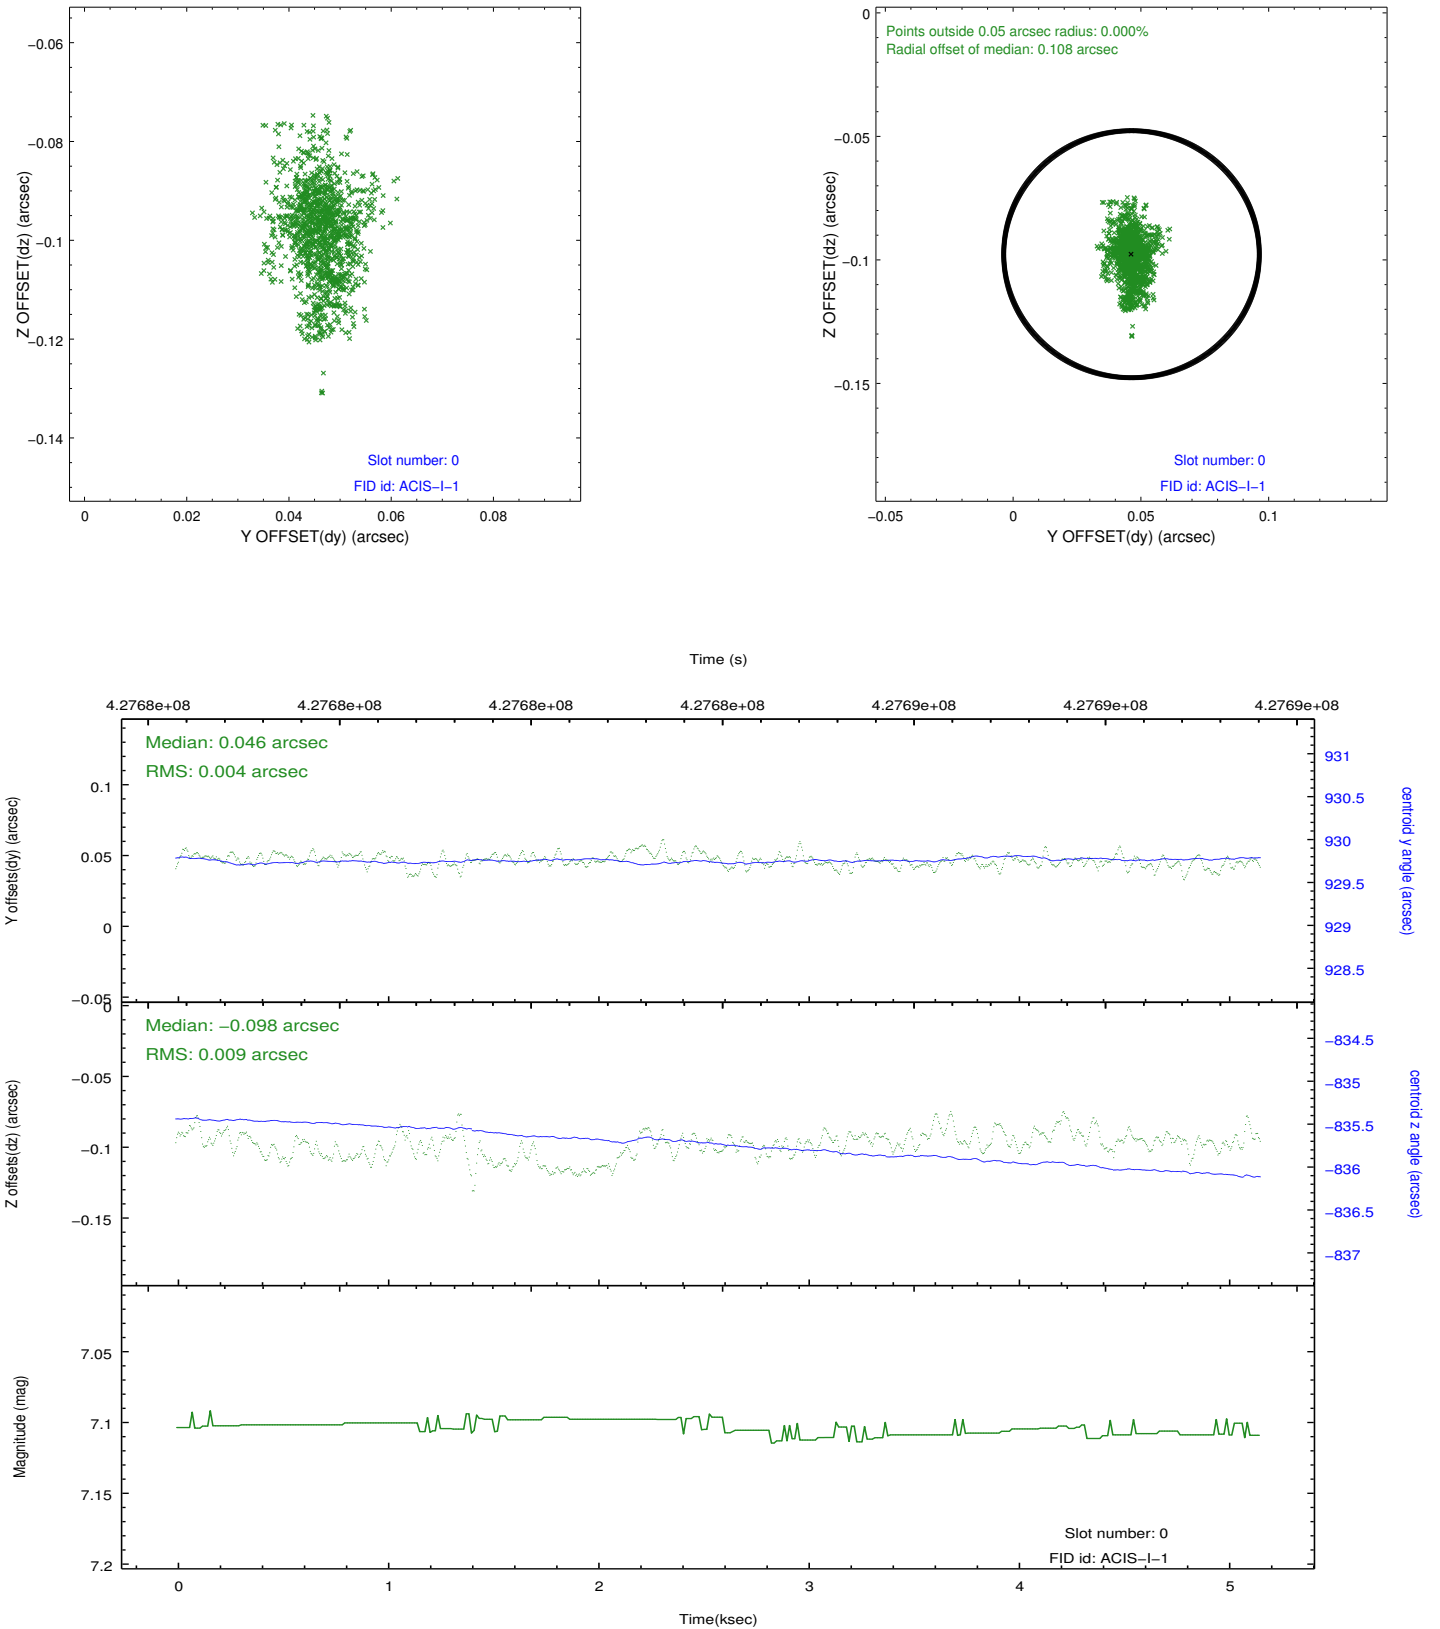 −0.06
−0.08
−0.1
−0.12
−0.14
Z OFFSET(dz) (arcsec)
Slot number: 0
FID id: ACIS−I−1
0 0.02 0.04 0.06 0.08
Y OFFSET(dy) (arcsec)
Points outside 0.05 arcsec radius: 0.000%
Radial offset of median: 0.108 arcsec
0
−0.05
−0.1
−0.15
Z OFFSET(dz) (arcsec)
Slot number: 0
FID id: ACIS−I−1
−0.05 0 0.05 0.1
Y OFFSET(dy) (arcsec)
Time (s)
4.2768e+08 4.2768e+08 4.2768e+08 4.2768e+08 4.2769e+08 4.2769e+08 4.2769e+08
Median: 0.046 arcsec
RMS: 0.004 arcsec
0.1
0.05
0
−0.05
Y offsets(dy) (arcsec)
931
930.5
930
929.5
929
928.5
centroid y angle (arcsec)
Median: −0.098 arcsec
RMS: 0.009 arcsec
0
−0.05
−0.1
−0.15
Z offsets(dz) (arcsec)
−834.5
−835
−835.5
−836
−836.5
−837
centroid z angle (arcsec)
7.05
7.1
7.15
7.2
Magnitude (mag)
Slot number: 0
FID id: ACIS−I−1
0 1 2 3 4 5
Time(ksec)